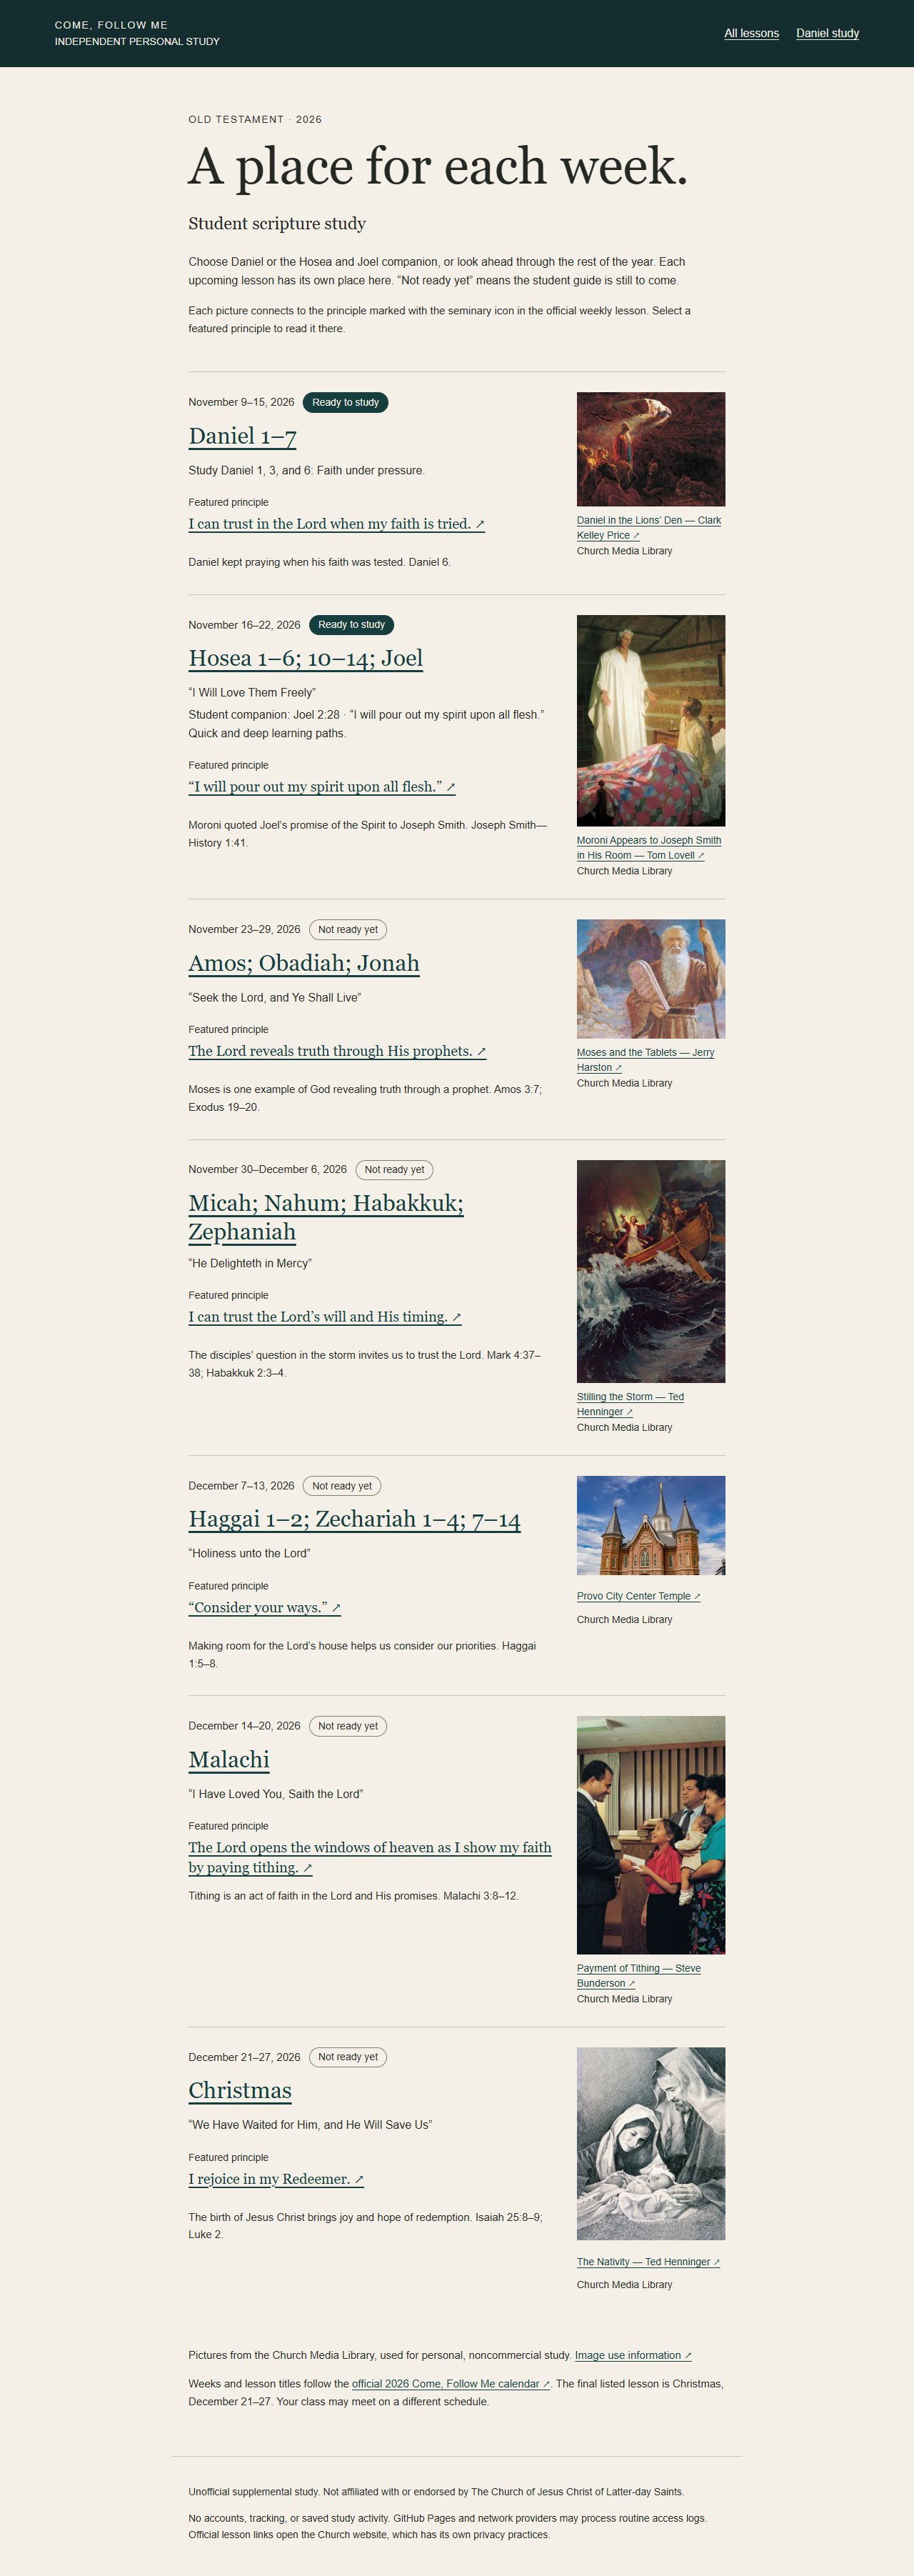 COME, FOLLOW ME
INDEPENDENT PERSONAL STUDY
All lessons
Daniel study
OLD TESTAMENT · 2026
A place for each week.
Student scripture study
Choose Daniel or the Hosea and Joel companion, or look ahead through the rest of the year. Each
upcoming lesson has its own place here. “Not ready yet” means the student guide is still to come.
Each picture connects to the principle marked with the seminary icon in the official weekly lesson. Select a
featured principle to read it there.
November 9–15, 2026
Ready to study
Daniel 1–7
Study Daniel 1, 3, and 6: Faith under pressure.
Featured principle
I can trust in the Lord when my faith is tried. ↗
Daniel kept praying when his faith was tested. Daniel 6.
Daniel in the Lions’ Den — Clark
Kelley Price ↗
Church Media Library
November 16–22, 2026
Ready to study
Hosea 1–6; 10–14; Joel
“I Will Love Them Freely”
Student companion: Joel 2:28 · “I will pour out my spirit upon all flesh.”
Quick and deep learning paths.
Featured principle
“I will pour out my spirit upon all flesh.” ↗
Moroni quoted Joel’s promise of the Spirit to Joseph Smith. Joseph Smith—
History 1:41.
Moroni Appears to Joseph Smith
in His Room — Tom Lovell ↗
Church Media Library
November 23–29, 2026
Not ready yet
Amos; Obadiah; Jonah
“Seek the Lord, and Ye Shall Live”
Featured principle
The Lord reveals truth through His prophets. ↗
Moses is one example of God revealing truth through a prophet. Amos 3:7;
Exodus 19–20.
Moses and the Tablets — Jerry
Harston ↗
Church Media Library
November 30–December 6, 2026
Not ready yet
Micah; Nahum; Habakkuk;
Zephaniah
“He Delighteth in Mercy”
Featured principle
I can trust the Lord’s will and His timing. ↗
The disciples’ question in the storm invites us to trust the Lord. Mark 4:37–
38; Habakkuk 2:3–4.
Stilling the Storm — Ted
Henninger ↗
Church Media Library
December 7–13, 2026
Not ready yet
Haggai 1–2; Zechariah 1–4; 7–14
“Holiness unto the Lord”
Featured principle
“Consider your ways.” ↗
Making room for the Lord’s house helps us consider our priorities. Haggai
1:5–8.
Provo City Center Temple ↗
Church Media Library
December 14–20, 2026
Not ready yet
Malachi
“I Have Loved You, Saith the Lord”
Featured principle
The Lord opens the windows of heaven as I show my faith
by paying tithing. ↗
Tithing is an act of faith in the Lord and His promises. Malachi 3:8–12.
Payment of Tithing — Steve
Bunderson ↗
Church Media Library
December 21–27, 2026
Not ready yet
Christmas
“We Have Waited for Him, and He Will Save Us”
Featured principle
I rejoice in my Redeemer. ↗
The birth of Jesus Christ brings joy and hope of redemption. Isaiah 25:8–9;
Luke 2.
The Nativity — Ted Henninger ↗
Church Media Library
Pictures from the Church Media Library, used for personal, noncommercial study. Image use information ↗
Weeks and lesson titles follow the official 2026 Come, Follow Me calendar ↗. The final listed lesson is Christmas,
December 21–27. Your class may meet on a different schedule.
Unofficial supplemental study. Not affiliated with or endorsed by The Church of Jesus Christ of Latter-day Saints.
No accounts, tracking, or saved study activity. GitHub Pages and network providers may process routine access logs.
Official lesson links open the Church website, which has its own privacy practices.